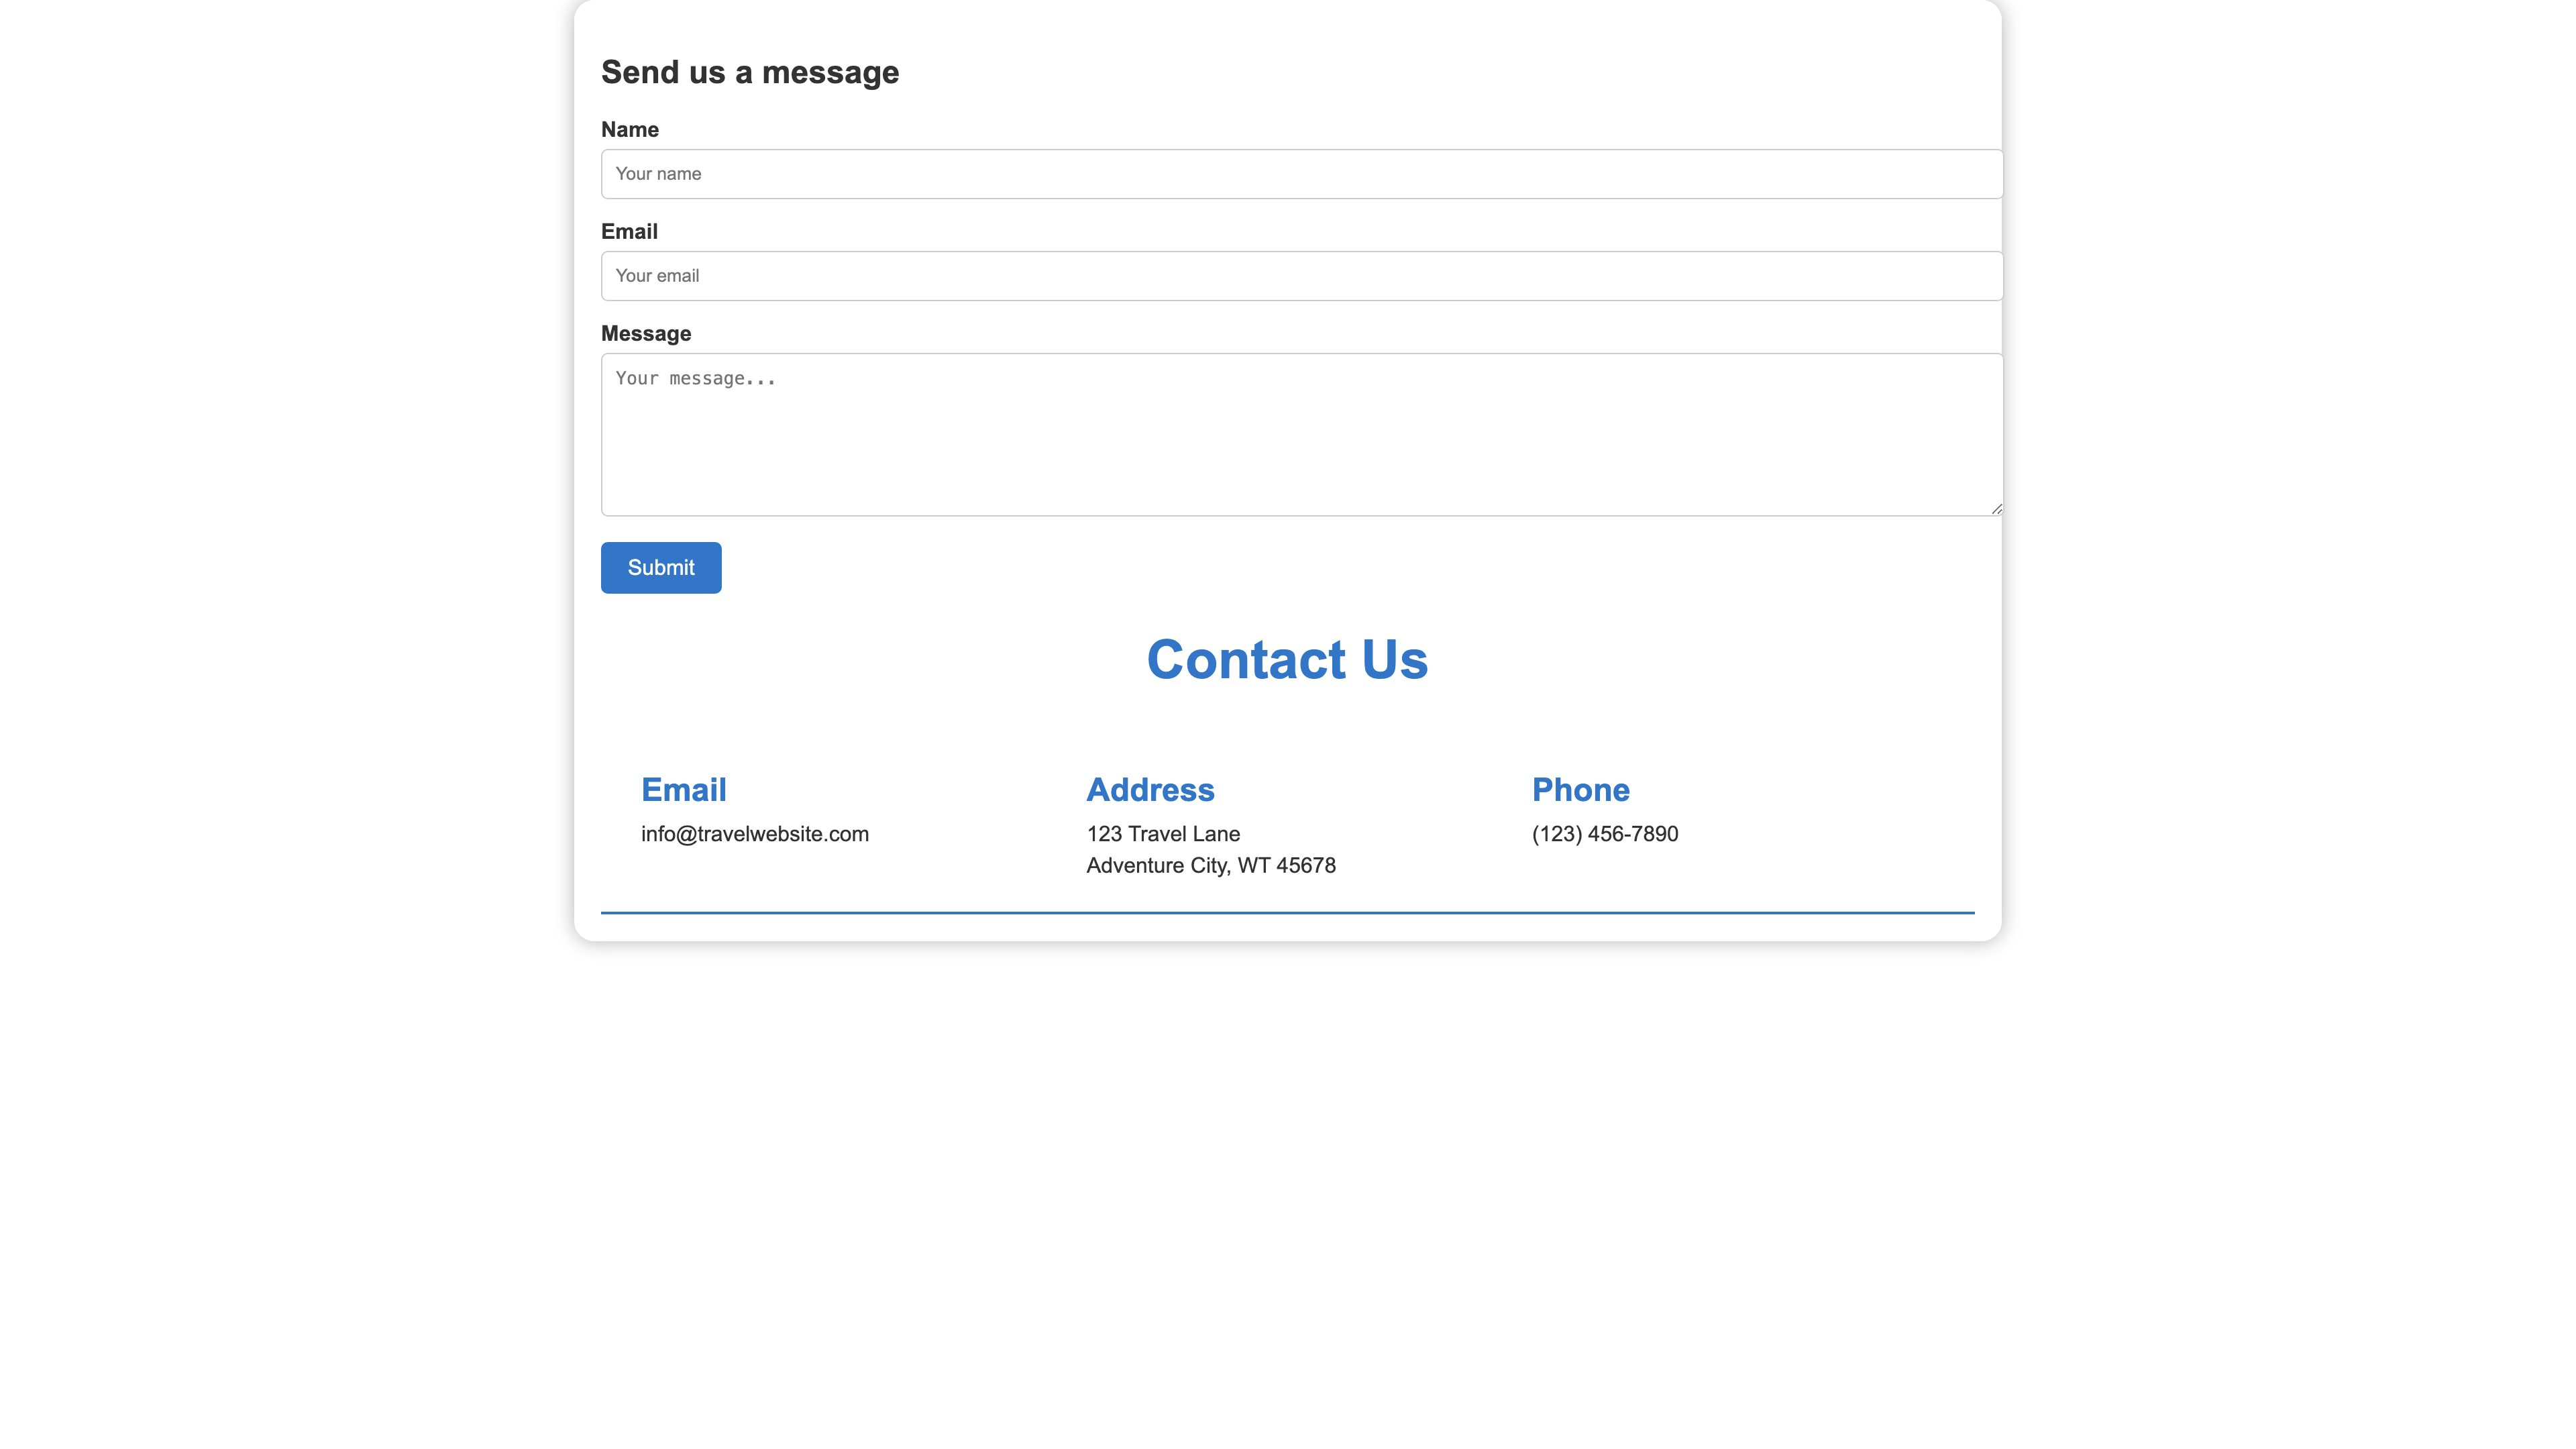 Send us a message
Name
Your name
Email
Your email
Message
Your message...
Submit
Contact Us
Email
info@travelwebsite.com
Address
123 Travel Lane
Adventure City, WT 45678
Phone
(123) 456-7890